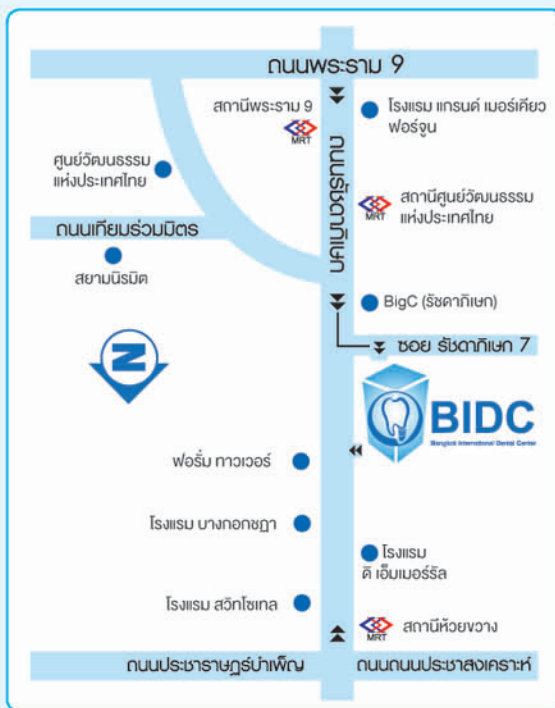 ถนนพระราม 9
สถานีพระราม 9
MRT
โรงแรม แกรนด์ เมอร์เคียว
ฟอร์จูน
ศูนย์วัฒนธรรม
แห่งประเทศไทย
ถนนรัชดาภิเษก
MRT
สถานีศูนย์วัฒนธรรม
แห่งประเทศไทย
ถนนเทียมร่วมมิตร
สยามนิรมิต
BigC (รัชดาภิเษก)
ซอย รัชดาภิเษก 7
N
BIDC
Bangkok International Dental Center
ฟอรั่ม ทาวเวอร์
โรงแรม บางกอกชฎา
โรงแรม
ดิ เอ็มเมอร์รัล
โรงแรม สวิทโซเทล
MRT
สถานีห้วยขวาง
ถนนประชาราษฎร์บำเพ็ญ
ถนนถนนประชาสงเคราะห์